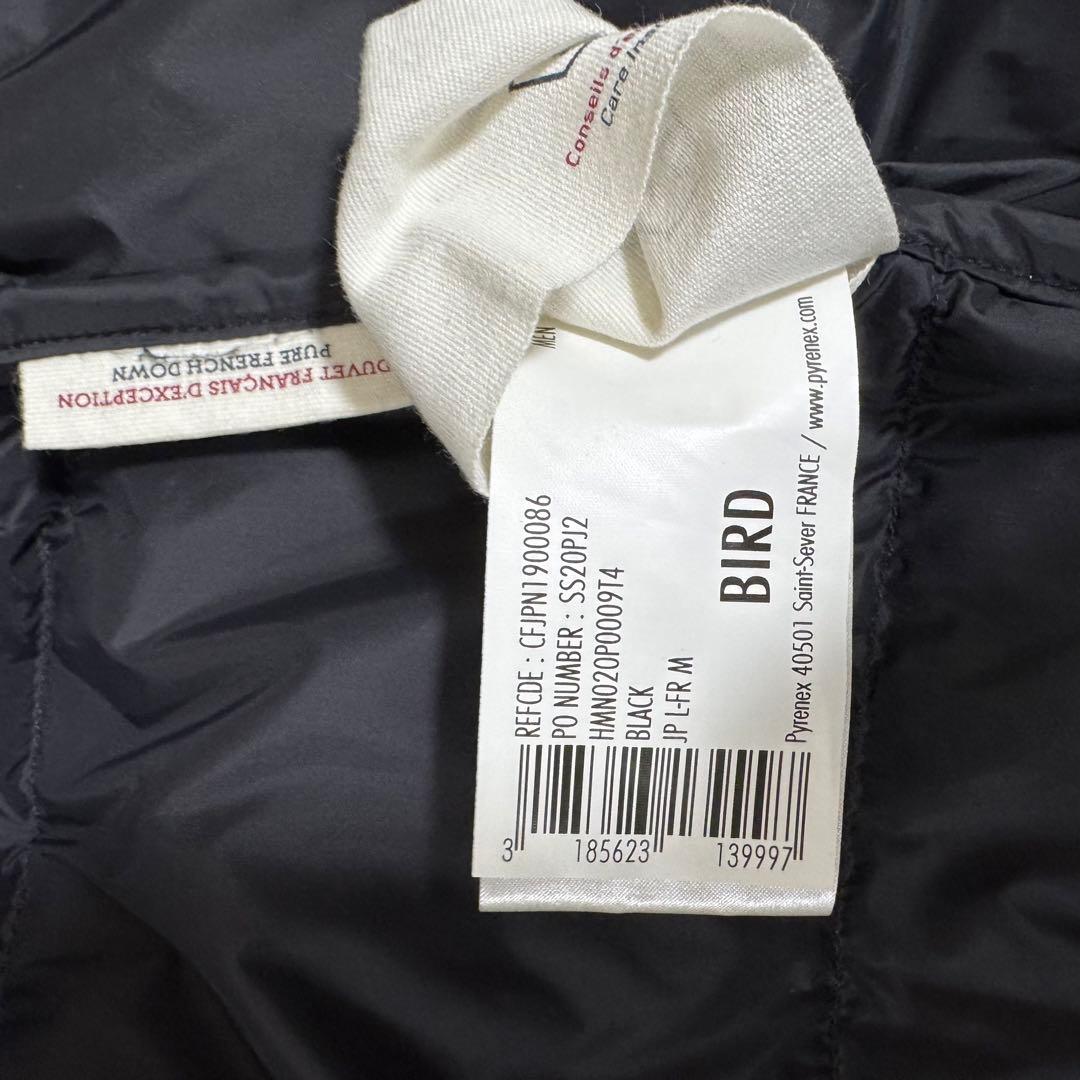 Conseils d'e
Care Ins
DUVET FRANÇAIS D'EXCEPTION
PURE FRENCH DOWN
MEN
REFCDE : CFJPN1900086
PO NUMBER : SS20PJ2
HMN020P0009T4
BLACK
JP L-FR M
BIRD
Pyrenex 40501 Saint-Sever FRANCE / www.pyrenex.com
3 185623 139997